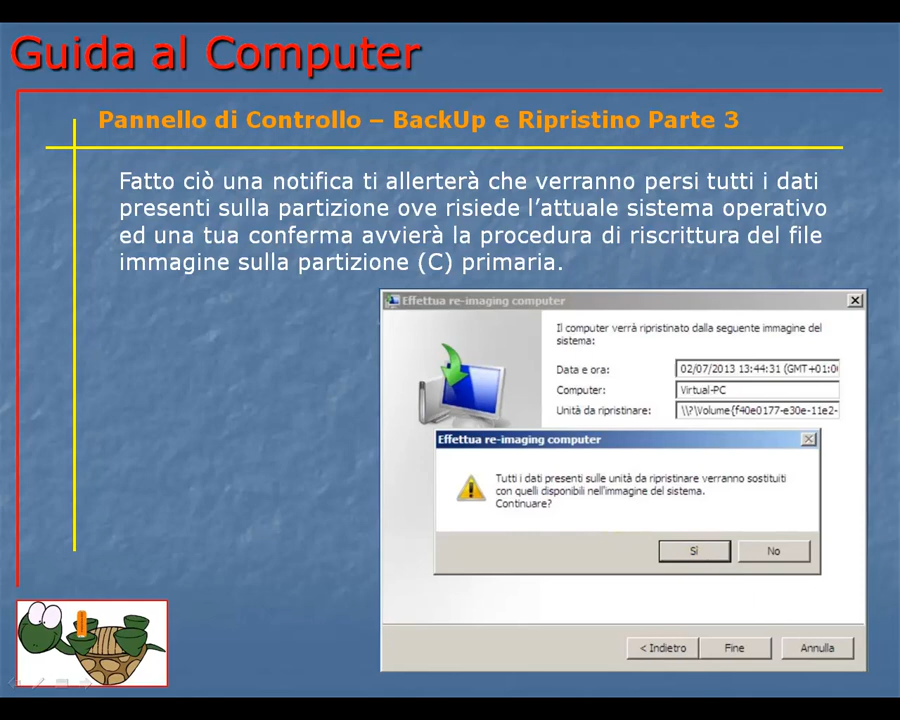 Guida al Computer
Pannello di Controllo – BackUp e Ripristino Parte 3
Fatto ciò una notifica ti allerterà che verranno persi tutti i dati
presenti sulla partizione ove risiede l’attuale sistema operativo
ed una tua conferma avvierà la procedura di riscrittura del file
immagine sulla partizione (C) primaria.
Effettua re-imaging computer
Il computer verrà ripristinato dalla seguente immagine del
sistema:
Data e ora: 02/07/2013 13:44:31 (GMT+01:0
Computer: Virtual-PC
Unità da ripristinare: \\?\Volume{f40e0177-e30e-11e2-
Effettua re-imaging computer
Tutti i dati presenti sulle unità da ripristinare verranno sostituiti
con quelli disponibili nell'immagine del sistema.
Continuare?
Sì No
< Indietro Fine Annulla